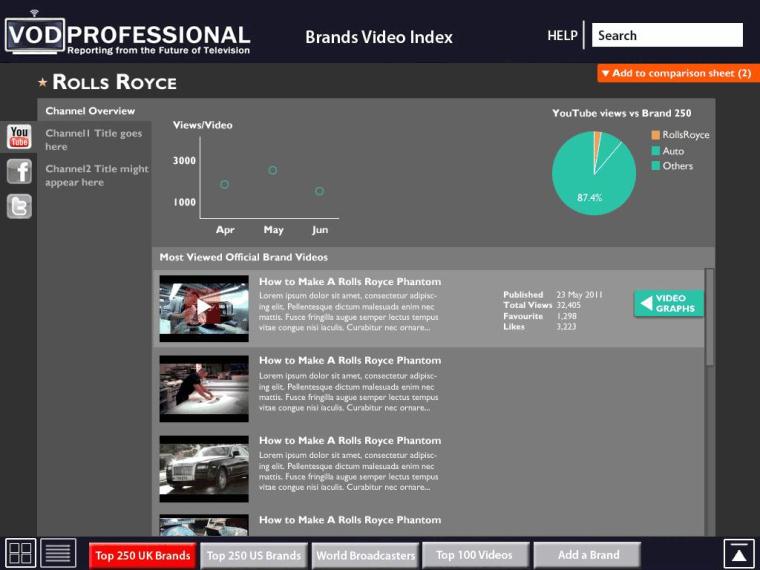 VODPROFESSIONAL
Reporting from the Future of Television
Brands Video Index
HELP
Search
★ ROLLS ROYCE
▼ Add to comparison sheet (2)
Channel Overview
Channel1 Title goes
here
Channel2 Title might
appear here
You
Tube
f
t
Views/Video
3000
1000
Apr May Jun
YouTube views vs Brand 250
87.4%
RollsRoyce
Auto
Others
Most Viewed Official Brand Videos
How to Make A Rolls Royce Phantom
Lorem ipsum dolor sit amet, consectetur adipisc-
ing elit. Pellentesque dictum malesuada enim nec
mattis. Fusce fringilla augue semper lectus tempus
vitae congue nisi iaculis. Curabitur nec ornare...
Published 23 May 2011
Total Views 32,405
Favourite 1,298
Likes 3,223
VIDEO
GRAPHS
How to Make A Rolls Royce Phantom
Lorem ipsum dolor sit amet, consectetur adipisc-
ing elit. Pellentesque dictum malesuada enim nec
mattis. Fusce fringilla augue semper lectus tempus
vitae congue nisi iaculis. Curabitur nec ornare...
How to Make A Rolls Royce Phantom
Lorem ipsum dolor sit amet, consectetur adipisc-
ing elit. Pellentesque dictum malesuada enim nec
mattis. Fusce fringilla augue semper lectus tempus
vitae congue nisi iaculis. Curabitur nec ornare...
How to Make A Rolls Royce Phantom
Top 250 UK Brands
Top 250 US Brands
World Broadcasters
Top 100 Videos
Add a Brand